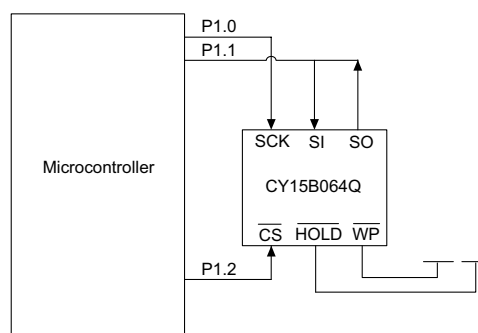 P1.0
P1.1
SCK SI SO
Microcontroller
CY15B064Q
CS HOLD WP
P1.2